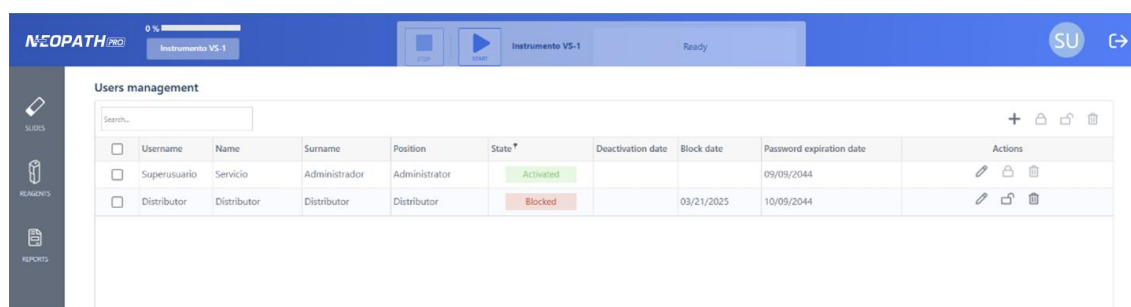 NEOPATH PRO
0 %
Instrumento VS-1
STOP
START
Instrumento VS-1
Ready
SU
SLIDES
REAGENTS
REPORTS
Users management
Search...
Username Name Surname Position State Deactivation date Block date Password expiration date Actions
Superusuario Servicio Administrador Administrator Activated 09/09/2044
Distributor Distributor Distributor Distributor Blocked 03/21/2025 10/09/2044